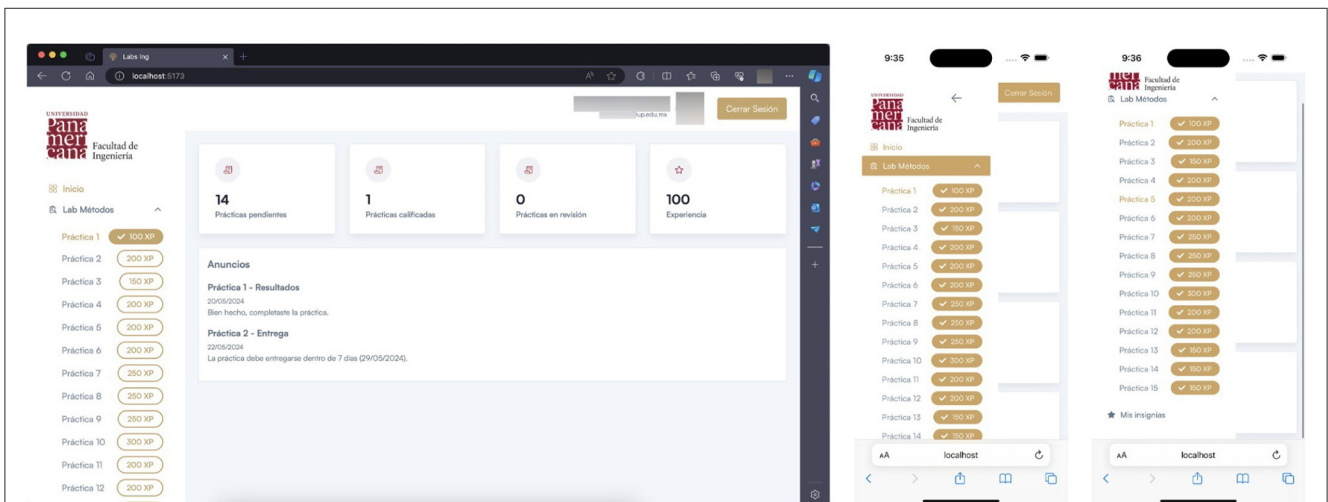 Labs Ing
localhost:5173
UNIVERSIDAD
Pana
mer
icana
Facultad de
Ingeniería
up.edu.mx
Cerrar Sesión
Inicio
Lab Métodos
Práctica 1 100 XP
Práctica 2 200 XP
Práctica 3 150 XP
Práctica 4 200 XP
Práctica 5 200 XP
Práctica 6 200 XP
Práctica 7 250 XP
Práctica 8 250 XP
Práctica 9 250 XP
Práctica 10 300 XP
Práctica 11 200 XP
Práctica 12 200 XP
14
Prácticas pendientes
1
Prácticas calificadas
0
Prácticas en revisión
100
Experiencia
Anuncios
Práctica 1 - Resultados
20/05/2024
Bien hecho, completaste la práctica.
Práctica 2 - Entrega
22/05/2024
La práctica debe entregarse dentro de 7 días (29/05/2024).
9:35
UNIVERSIDAD
Pana
mer
icana
Facultad de
Ingeniería
Cerrar Sesión
Inicio
Lab Métodos
Práctica 1 100 XP
Práctica 2 200 XP
Práctica 3 150 XP
Práctica 4 200 XP
Práctica 5 200 XP
Práctica 6 200 XP
Práctica 7 250 XP
Práctica 8 250 XP
Práctica 9 250 XP
Práctica 10 300 XP
Práctica 11 200 XP
Práctica 12 200 XP
Práctica 13 150 XP
Práctica 14 150 XP
AA localhost
9:36
mer
icana
Facultad de
Ingeniería
Lab Métodos
Práctica 1 100 XP
Práctica 2 200 XP
Práctica 3 150 XP
Práctica 4 200 XP
Práctica 5 200 XP
Práctica 6 200 XP
Práctica 7 250 XP
Práctica 8 250 XP
Práctica 9 250 XP
Práctica 10 300 XP
Práctica 11 200 XP
Práctica 12 200 XP
Práctica 13 150 XP
Práctica 14 150 XP
Práctica 15 150 XP
Mis insignias
AA localhost